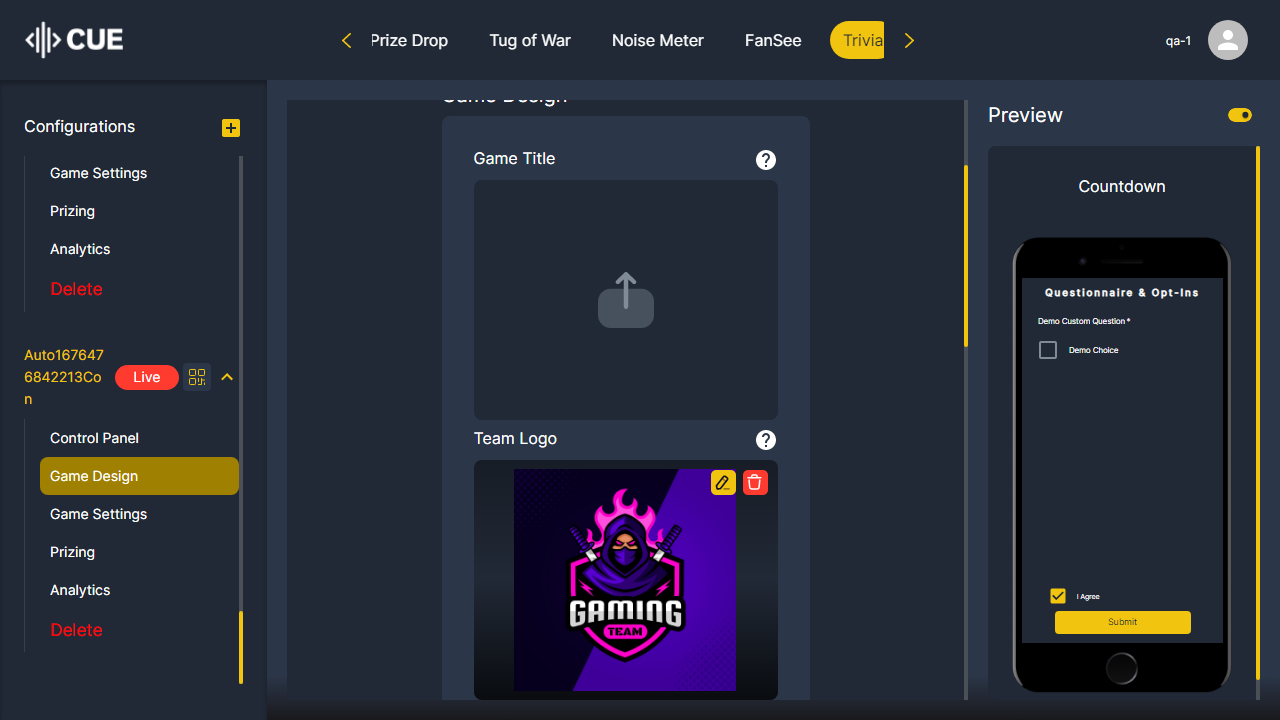 CUE
Prize Drop
Tug of War
Noise Meter
FanSee
Trivia
qa-1
Configurations
Game Settings
Prizing
Analytics
Delete
Auto167647
6842213Co
n
Live
Control Panel
Game Design
Game Settings
Prizing
Analytics
Delete
Game Design
Game Title
?
Team Logo
?
GAMING
TEAM
Preview
Countdown
Questionnaire & Opt-Ins
Demo Custom Question *
Demo Choice
I Agree
Submit